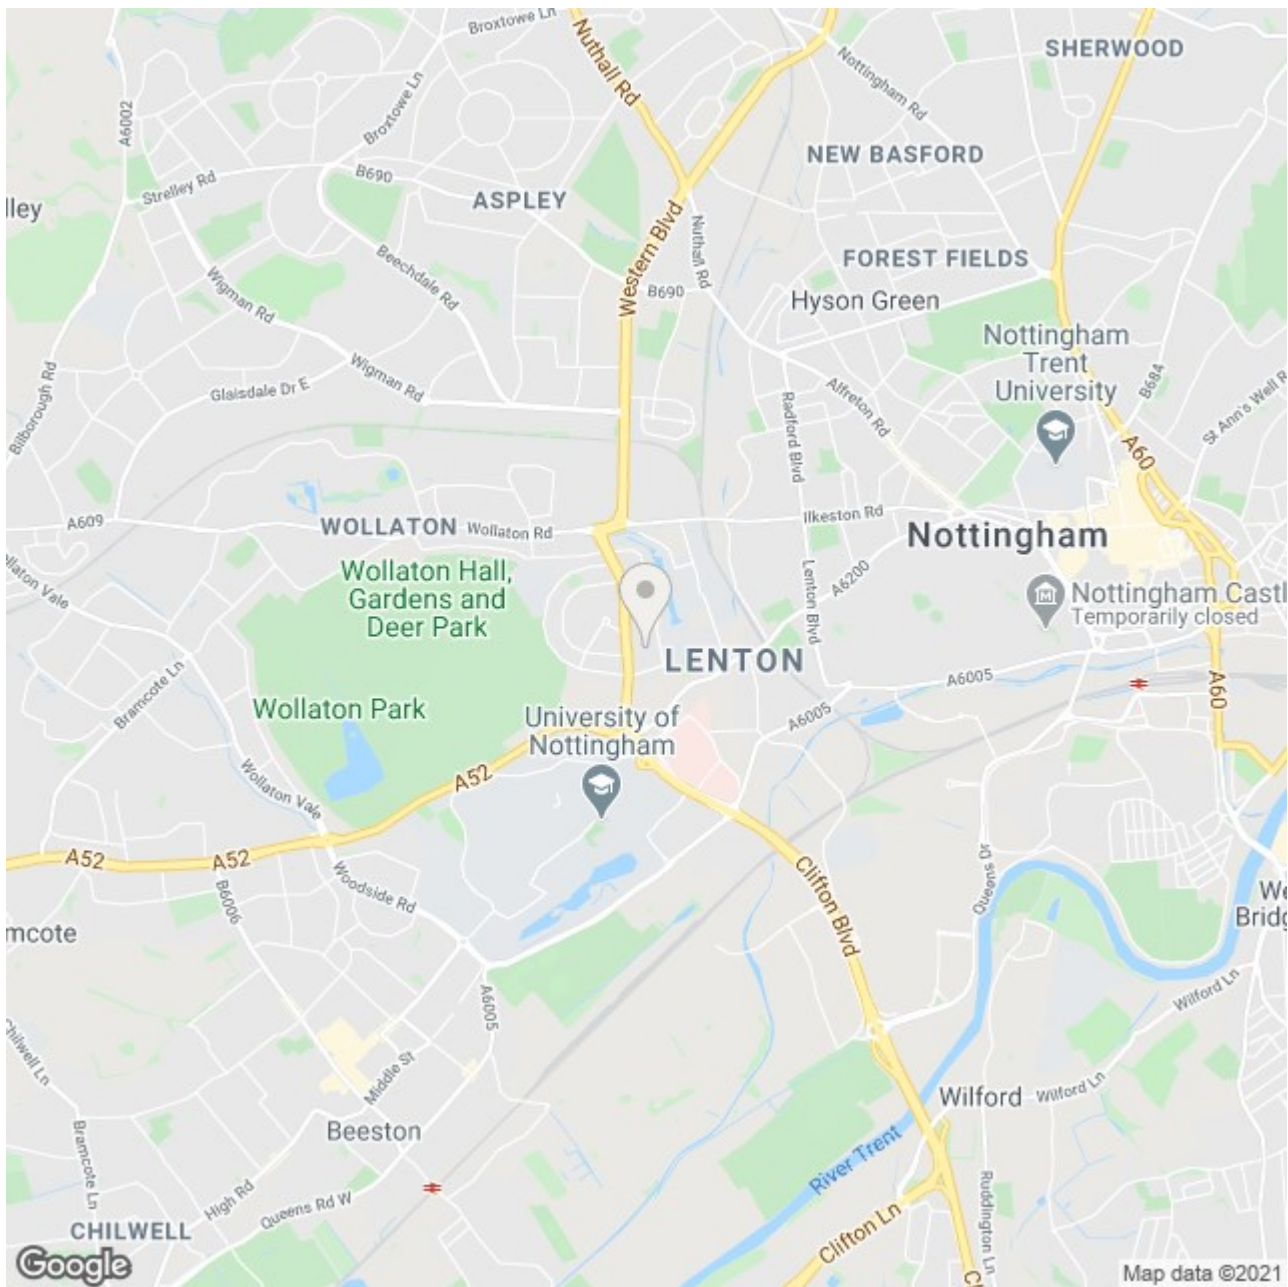 Broxtowe Ln
Nuthall Rd
SHERWOOD
A6002
Broxtowe Ln
Nottingham Rd
NEW BASFORD
Strelley Rd
B690
ASPLEY
lley
Western Blvd
Nuthall Rd
Beechdale Rd
FOREST FIELDS
B690
Hyson Green
Wigman Rd
Nottingham
Trent
University
Wigman Rd
Glaisdale Dr E
Bilborough Rd
Radford Blvd
Alfreton Rd
B684
St Ann's Well R
A60
A609
WOLLATON
Wollaton Rd
Ilkeston Rd
Nottingham
ollaton Vale
Wollaton Hall,
Gardens and
Deer Park
Lenton Blvd
A6200
Nottingham Castl
Temporarily closed
LENTON
Bramcote Ln
A6005
A60
Wollaton Park
University of
Nottingham
A6005
Wollaton Vale
A52
A52
A52
Woodside Rd
B6006
Clifton Blvd
Queens Dr
mcote
We
Bridg
A6005
Wilford Ln
Chilwell Ln
Middle St
Wilford
Wilford Ln
Beeston
Bramcote Ln
River Trent
High Rd
Queens Rd W
Ruddington Ln
CHILWELL
Clifton Ln
Cl
Google
Map data ©2021